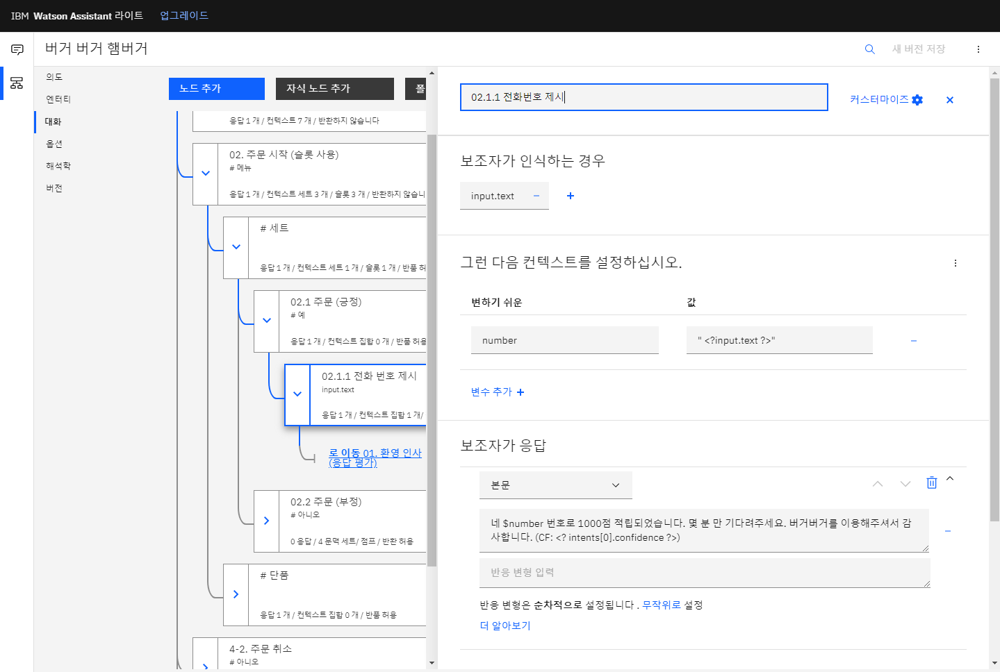 IBM Watson Assistant 라이트 업그레이드
버거 버거 햄버거
새 버전 저장
의도
엔터티
대화
옵션
해석학
버전
노드 추가
자식 노드 추가
폴
응답 1 개 / 컨텍스트 7 개 / 반환하지 않습니다
02. 주문 시작 (슬롯 사용)
# 메뉴
응답 1 개 / 컨텍스트 세트 3 개 / 슬롯 3 개 / 반환하지 않습니
# 세트
응답 1 개 / 컨텍스트 세트 1 개 / 슬롯 1 개 / 반품 허
02.1 주문 (긍정)
# 예
응답 1 개 / 컨텍스트 집합 0 개 / 반품 허용
02.1.1 전화 번호 제시
input.text
응답 1 개 / 컨텍스트 집합 1 개/
로 이동 01. 환영 인사
(응답 평가)
02.2 주문 (부정)
# 아니오
0 응답 / 4 문맥 세트/ 점프 / 반환 허용
# 단품
응답 1 개 / 컨텍스트 집합 0 개 / 반품 허용
4-2. 주문 취소
# 아니오
02.1.1 전화번호 제시
커스터마이즈
보조자가 인식하는 경우
input.text
그런 다음 컨텍스트를 설정하십시오.
변하기 쉬운 값
number " <?input.text ?>"
변수 추가
보조자가 응답
본문
네 $number 번호로 1000점 적립되었습니다. 몇 분 만 기다려주세요. 버거버거를 이용해주셔서 감
사합니다. (CF: <? intents[0].confidence ?>)
반응 변형 입력
반응 변형은 순차적으로 설정됩니다 . 무작위로 설정
더 알아보기